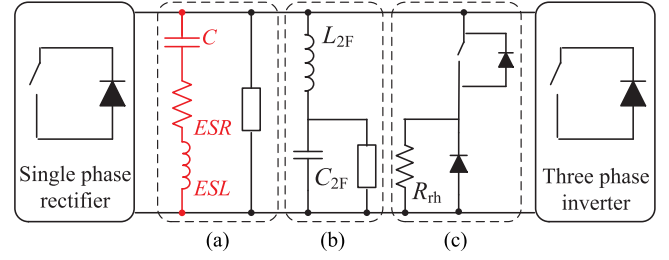 C
ESR
ESL
L2F
C2F
Rrh
Single phase
rectifier
Three phase
inverter
(a)
(b)
(c)